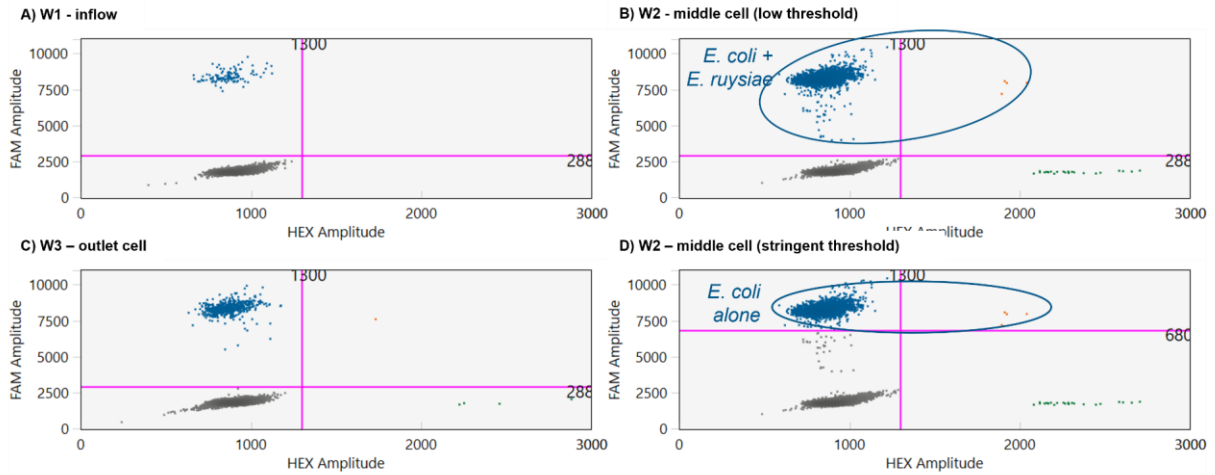 A) W1 - inflow
1300
10000
7500
5000
2500
0
FAM Amplitude
288
0
1000
2000
3000
HEX Amplitude
B) W2 - middle cell (low threshold)
E. coli +
E. ruysiae
1300
10000
7500
5000
2500
0
FAM Amplitude
288
0
1000
2000
3000
HEX Amplitude
C) W3 – outlet cell
1300
10000
7500
5000
2500
0
FAM Amplitude
288
0
1000
2000
3000
HEX Amplitude
D) W2 – middle cell (stringent threshold)
E. coli
alone
1300
10000
7500
5000
2500
0
FAM Amplitude
680
0
1000
2000
3000
HEX Amplitude